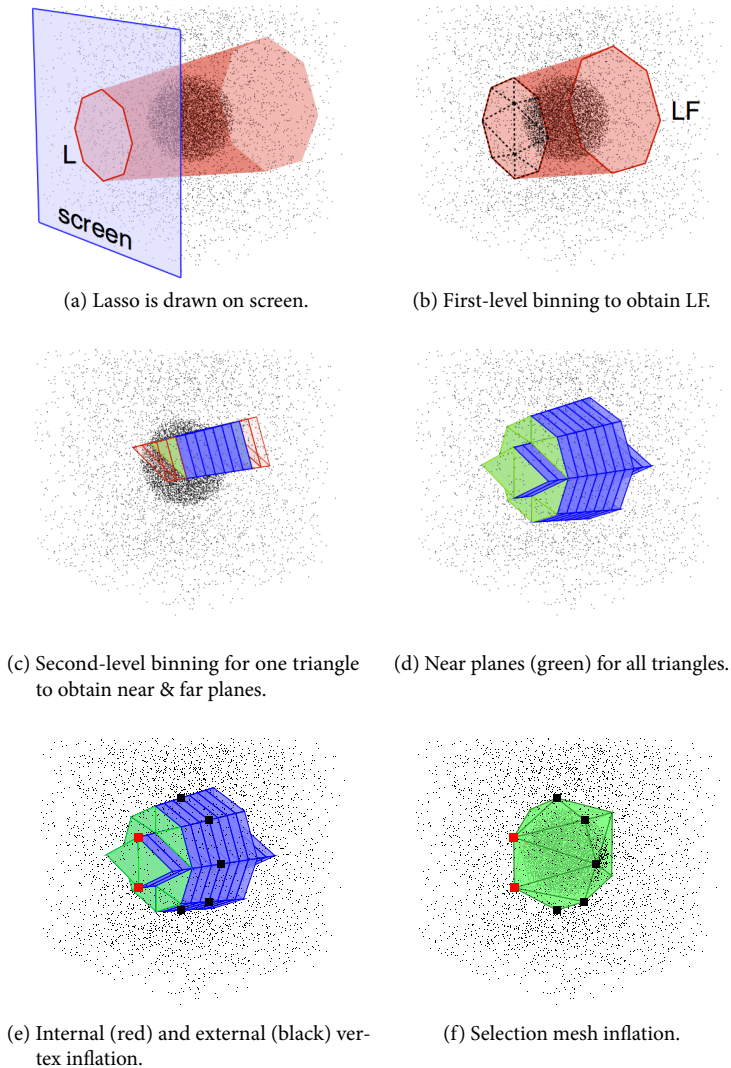 L
screen
LF
(a) Lasso is drawn on screen.
(b) First-level binning to obtain LF.
(c) Second-level binning for one triangle
to obtain near & far planes.
(d) Near planes (green) for all triangles.
(e) Internal (red) and external (black) ver-
tex inflation.
(f) Selection mesh inflation.